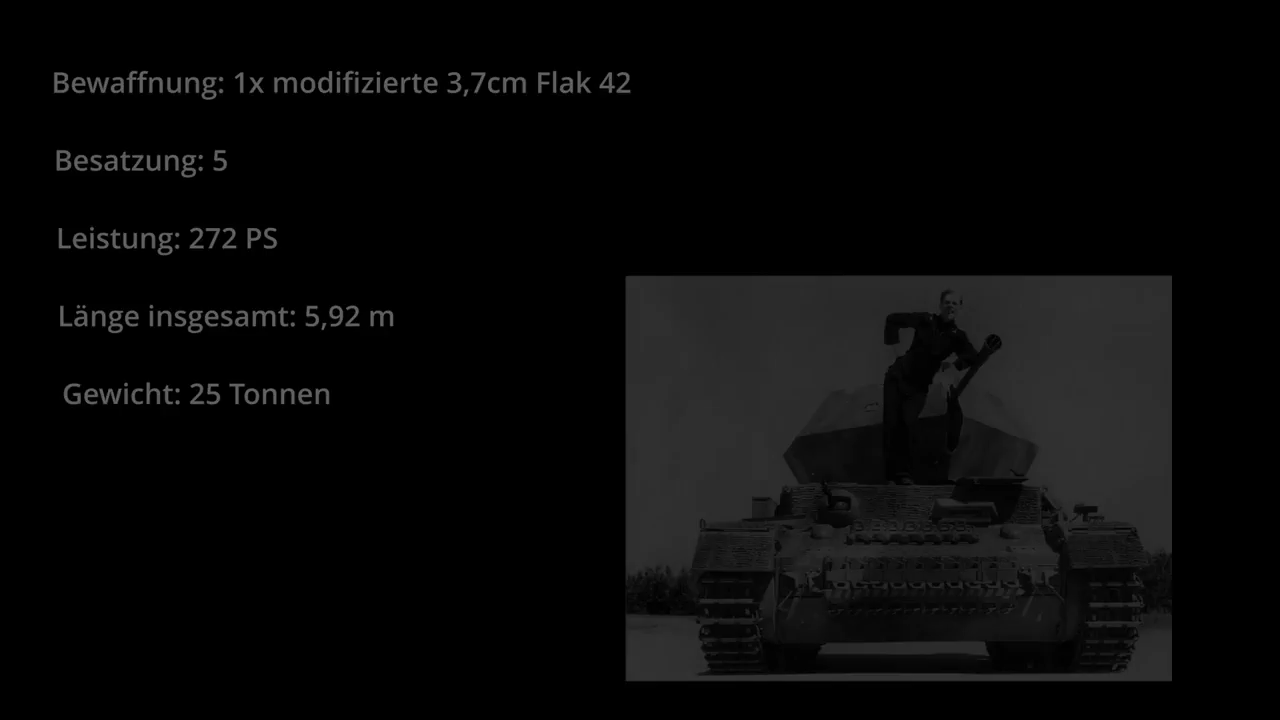 Bewaffnung: 1x modifizierte 3,7cm Flak 42
Besatzung: 5
Leistung: 272 PS
Länge insgesamt: 5,92 m
Gewicht: 25 Tonnen